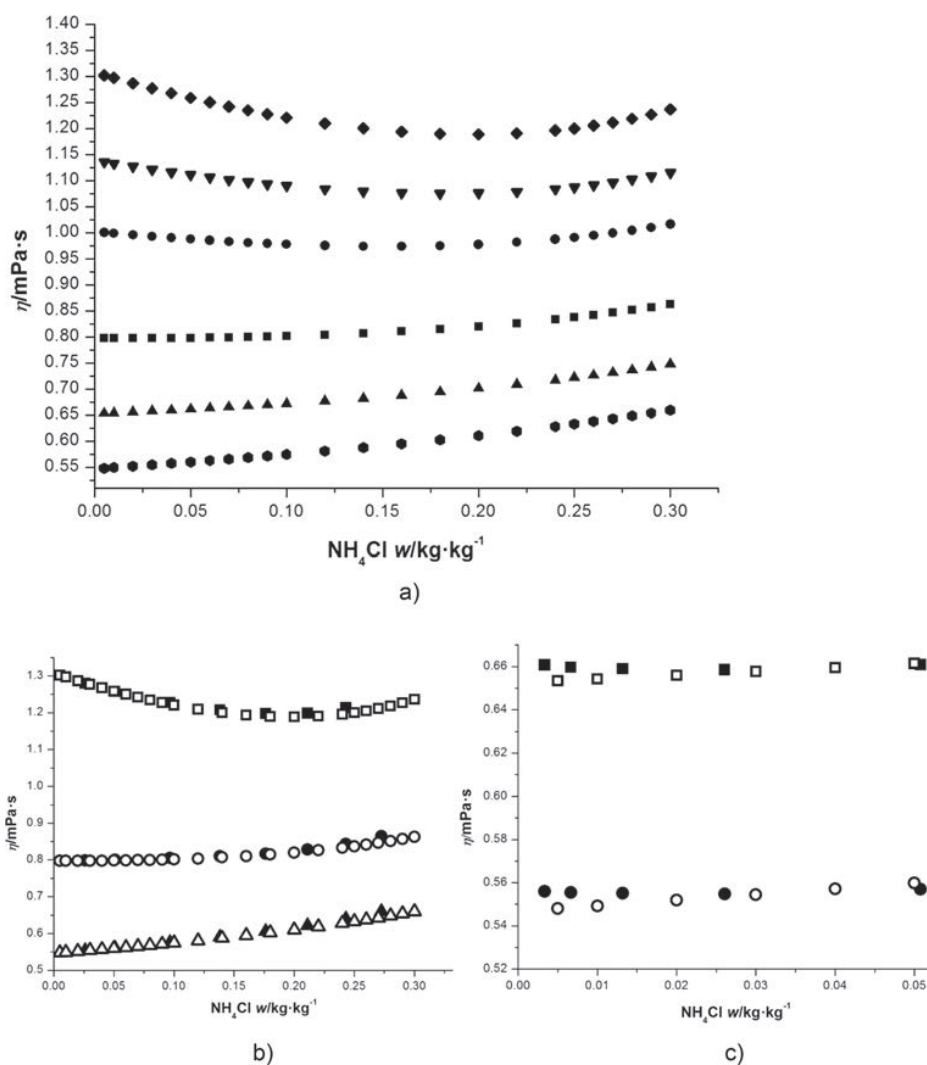 1.40
1.35
1.30
1.25
1.20
1.15
1.10
1.05
1.00
0.95
0.90
0.85
0.80
0.75
0.70
0.65
0.60
0.55
η/mPa·s
0.00 0.05 0.10 0.15 0.20 0.25 0.30
NH₄Cl w/kg·kg⁻¹
a)
1.3
1.2
1.1
1.0
0.9
0.8
0.7
0.6
0.5
η/mPa·s
0.00 0.05 0.10 0.15 0.20 0.25 0.30
NH₄Cl w/kg·kg⁻¹
b)
0.66
0.64
0.62
0.60
0.58
0.56
0.54
0.52
η/mPa·s
0.00 0.01 0.02 0.03 0.04 0.05
NH₄Cl w/kg·kg⁻¹
c)